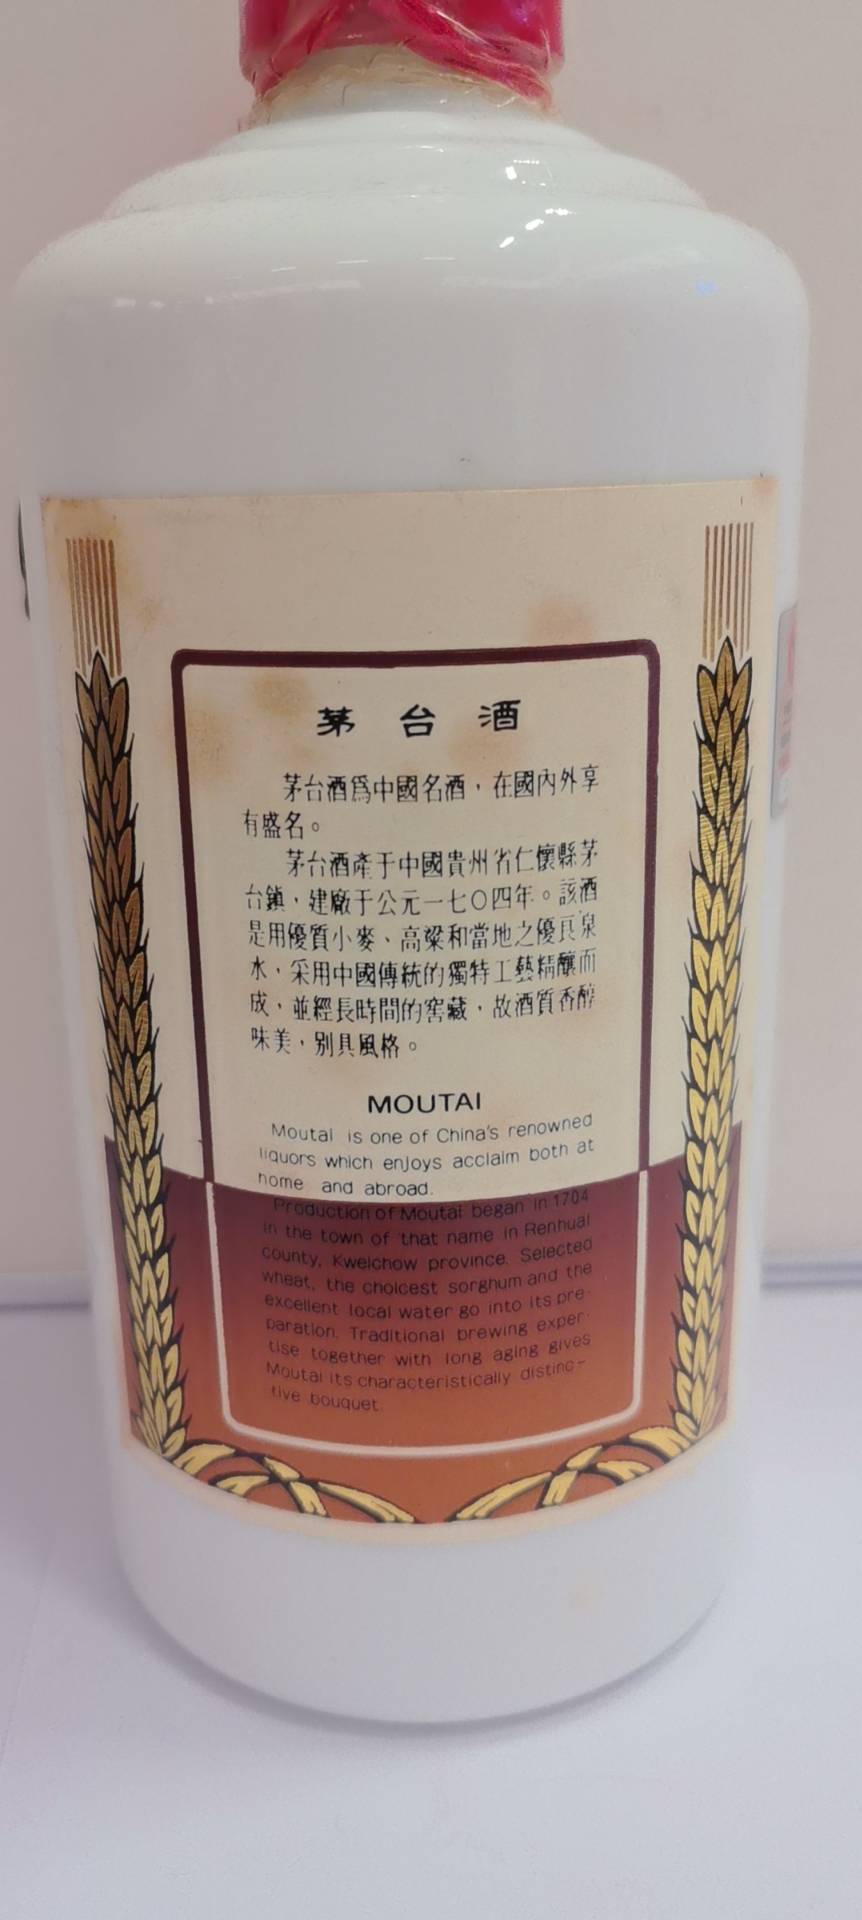 茅台酒
茅台酒爲中國名酒，在國內外享
有盛名。
茅台酒產于中國貴州省仁懷縣茅
台鎮，建廠于公元一七〇四年。該酒
是用優質小麥、高粱和當地之優良泉
水，采用中國傳統的獨特工藝精釀而
成，並經長時間的窖藏，故酒質香醇
味美，别具風格。
MOUTAI
Moutai is one of China's renowned
liquors which enjoys acclaim both at
home and abroad.
Production of Moutai began in 1704
in the town of that name in Renhuai
county, Kweichow province. Selected
wheat, the choicest sorghum and the
excellent local water go into its pre-
paration. Traditional brewing exper-
tise together with long aging gives
Moutai its characteristically distinc-
tive bouquet.